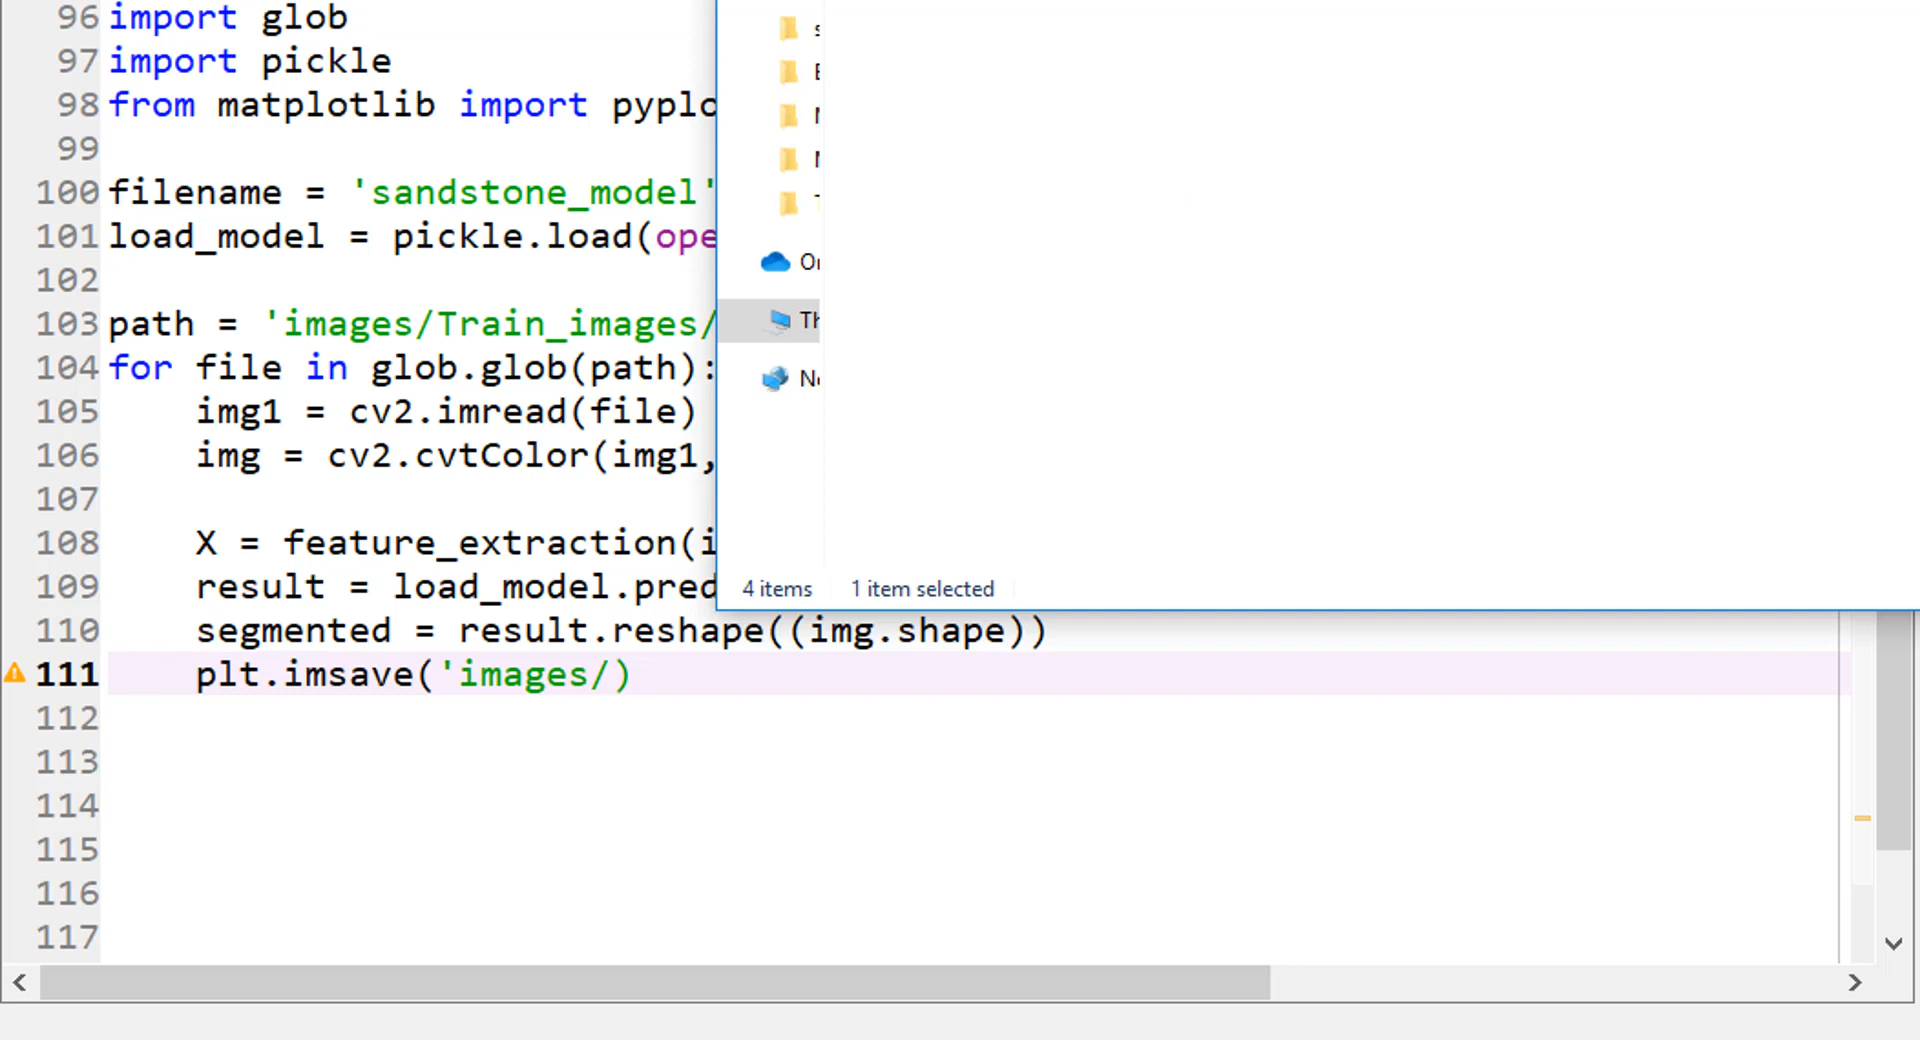 96 import glob
97 import pickle
98 from matplotlib import pyplo
99
100 filename = 'sandstone_model'
101 load_model = pickle.load(ope
102
103 path = 'images/Train_images/
104 for file in glob.glob(path):
105 img1 = cv2.imread(file)
106 img = cv2.cvtColor(img1,
107
108 X = feature_extraction(i
109 result = load_model.pred
110 segmented = result.reshape((img.shape))
111 plt.imsave('images/)
112
113
114
115
116
117
Th
4 items 1 item selected